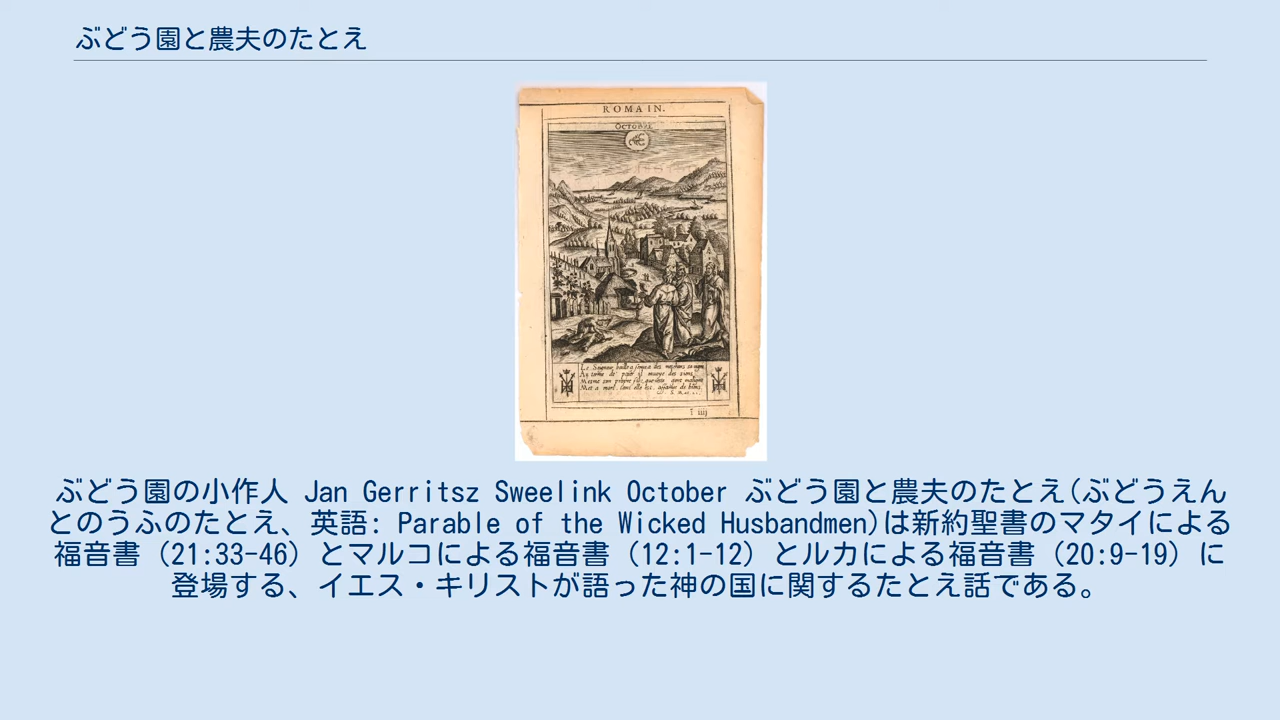 ぶどう園と農夫のたとえ
ROMAIN.
OCTOBRE
ぶどう園の小作人 Jan Gerritsz Sweelink October ぶどう園と農夫のたとえ(ぶどうえん
とのうふのたとえ、英語: Parable of the Wicked Husbandmen)は新約聖書のマタイによる
福音書（21:33-46）とマルコによる福音書（12:1-12）とルカによる福音書（20:9-19）に
登場する、イエス・キリストが語った神の国に関するたとえ話である。